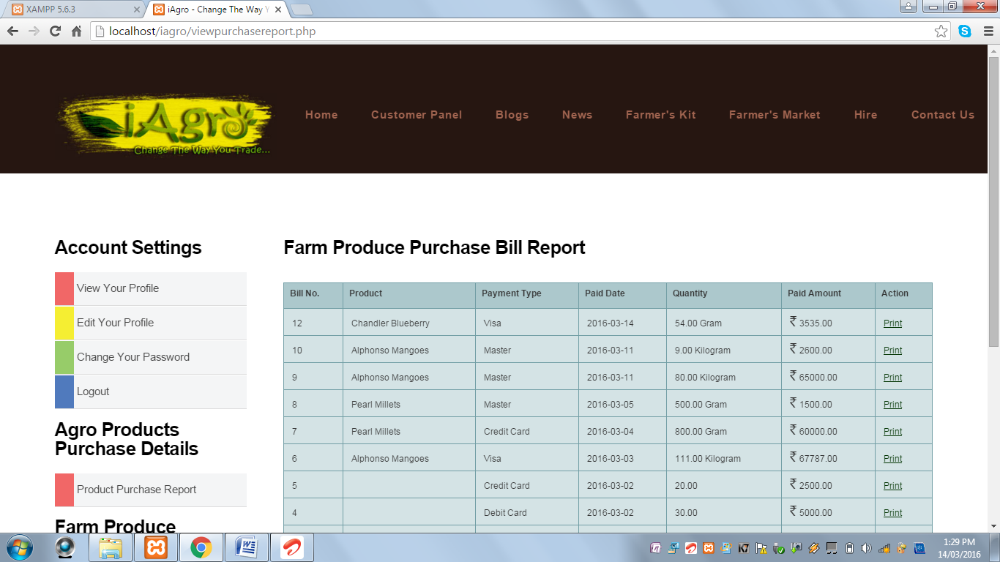 XAMPP 5.6.3
iAgro - Change The Way Y
localhost/iagro/viewpurchasereport.php
iAgro
Change The Way You Trade...
Home Customer Panel Blogs News Farmer's Kit Farmer's Market Hire Contact Us
Account Settings
View Your Profile
Edit Your Profile
Change Your Password
Logout
Agro Products
Purchase Details
Product Purchase Report
Farm Produce
Farm Produce Purchase Bill Report
Bill No. Product Payment Type Paid Date Quantity Paid Amount Action
12 Chandler Blueberry Visa 2016-03-14 54.00 Gram ₹ 3535.00 Print
10 Alphonso Mangoes Master 2016-03-11 9.00 Kilogram ₹ 2600.00 Print
9 Alphonso Mangoes Master 2016-03-11 80.00 Kilogram ₹ 65000.00 Print
8 Pearl Millets Master 2016-03-05 500.00 Gram ₹ 1500.00 Print
7 Pearl Millets Credit Card 2016-03-04 800.00 Gram ₹ 60000.00 Print
6 Alphonso Mangoes Visa 2016-03-03 111.00 Kilogram ₹ 67787.00 Print
5 Credit Card 2016-03-02 20.00 ₹ 2500.00 Print
4 Debit Card 2016-03-02 30.00 ₹ 5000.00 Print
K7
1:29 PM
14/03/2016